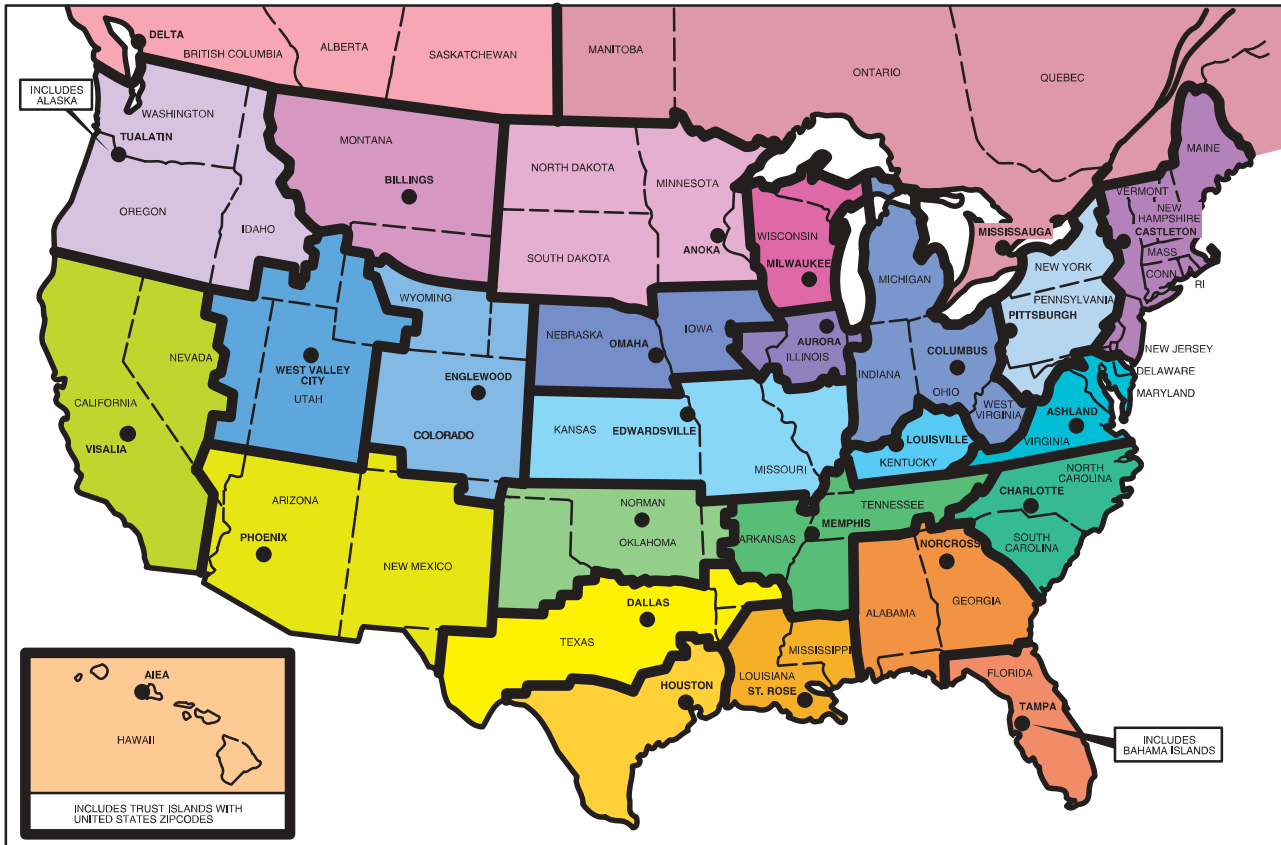 DELTA
BRITISH COLUMBIA
ALBERTA
SASKATCHEWAN
MANITOBA
ONTARIO
QUEBEC
INCLUDES
ALASKA
WASHINGTON
TUALATIN
OREGON
IDAHO
MONTANA
BILLINGS
NORTH DAKOTA
MINNESOTA
SOUTH DAKOTA
ANOKA
WISCONSIN
MILWAUKEE
MICHIGAN
MISSISSAUGA
MAINE
VERMONT
NEW
HAMPSHIRE
CASTLETON
MASS
CONN
RI
NEW YORK
PENNSYLVANIA
PITTSBURGH
NEW JERSEY
DELAWARE
MARYLAND
WYOMING
NEBRASKA
OMAHA
IOWA
AURORA
ILLINOIS
INDIANA
COLUMBUS
OHIO
WEST
VIRGINIA
ASHLAND
VIRGINIA
NEVADA
CALIFORNIA
VISALIA
WEST VALLEY
CITY
UTAH
ENGLEWOOD
COLORADO
KANSAS
EDWARDSVILLE
MISSOURI
LOUISVILLE
KENTUCKY
NORTH
CAROLINA
CHARLOTTE
SOUTH
CAROLINA
ARIZONA
PHOENIX
NEW MEXICO
NORMAN
OKLAHOMA
ARKANSAS
TENNESSEE
MEMPHIS
NORCROSS
GEORGIA
ALABAMA
DALLAS
TEXAS
HOUSTON
MISSISSIPPI
LOUISIANA
ST. ROSE
FLORIDA
TAMPA
INCLUDES
BAHAMA ISLANDS
AIEA
HAWAII
INCLUDES TRUST ISLANDS WITH
UNITED STATES ZIPCODES